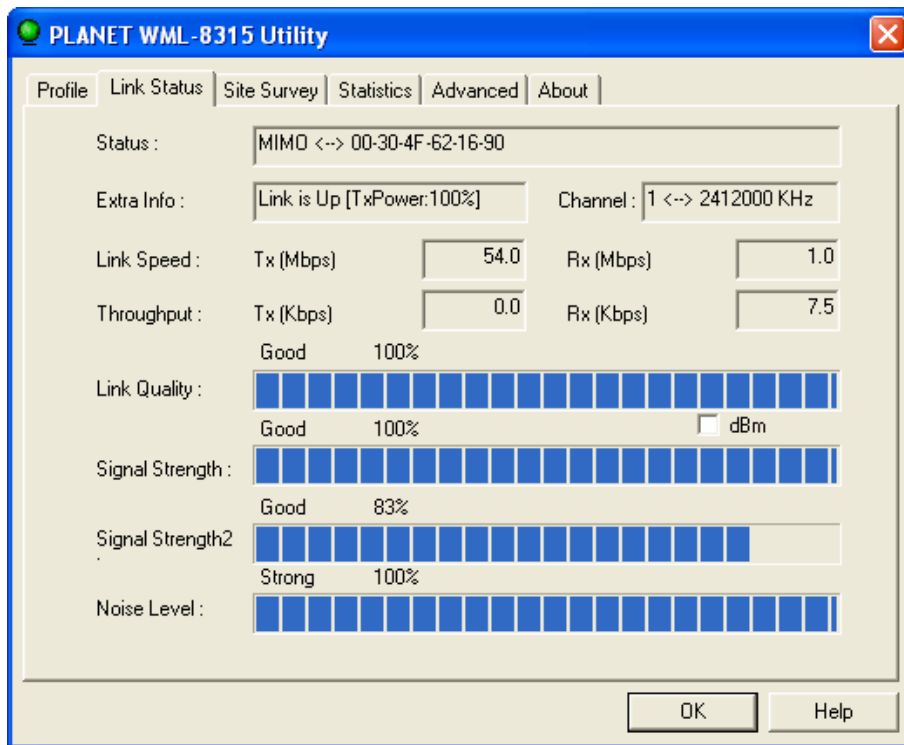 PLANET WML-8315 Utility
Profile Link Status Site Survey Statistics Advanced About
Status : MIMO <--> 00-30-4F-62-16-90
Extra Info : Link is Up [TxPower:100%] Channel : 1 <--> 2412000 KHz
Link Speed : Tx (Mbps) 54.0 Rx (Mbps) 1.0
Throughput : Tx (Kbps) 0.0 Rx (Kbps) 7.5
Good 100%
Link Quality :
Good 100% dBm
Signal Strength :
Good 83%
Signal Strength2
:
Strong 100%
Noise Level :
OK Help